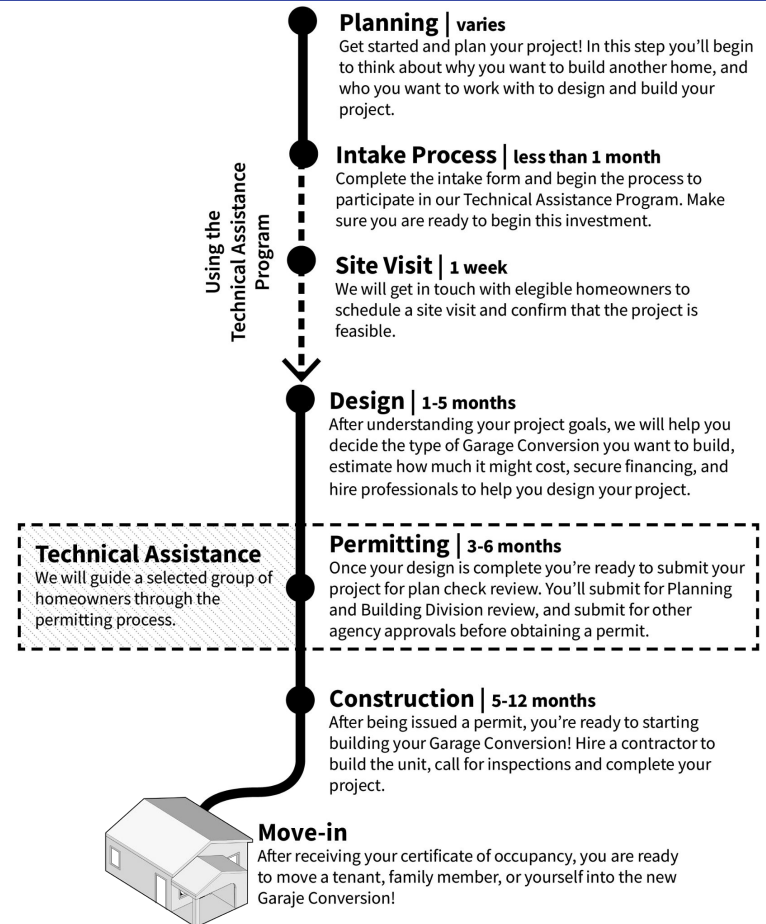 Planning | varies
Get started and plan your project! In this step you'll begin
to think about why you want to build another home, and
who you want to work with to design and build your
project.
Intake Process | less than 1 month
Complete the intake form and begin the process to
participate in our Technical Assistance Program. Make
sure you are ready to begin this investment.
Using the
Technical Assistance
Program
Site Visit | 1 week
We will get in touch with elegible homeowners to
schedule a site visit and confirm that the project is
feasible.
Design | 1-5 months
After understanding your project goals, we will help you
decide the type of Garage Conversion you want to build,
estimate how much it might cost, secure financing, and
hire professionals to help you design your project.
Technical Assistance
We will guide a selected group of
homeowners through the
permitting process.
Permitting | 3-6 months
Once your design is complete you're ready to submit your
project for plan check review. You'll submit for Planning
and Building Division review, and submit for other
agency approvals before obtaining a permit.
Construction | 5-12 months
After being issued a permit, you're ready to starting
building your Garage Conversion! Hire a contractor to
build the unit, call for inspections and complete your
project.
Move-in
After receiving your certificate of occupancy, you are ready
to move a tenant, family member, or yourself into the new
Garaje Conversion!